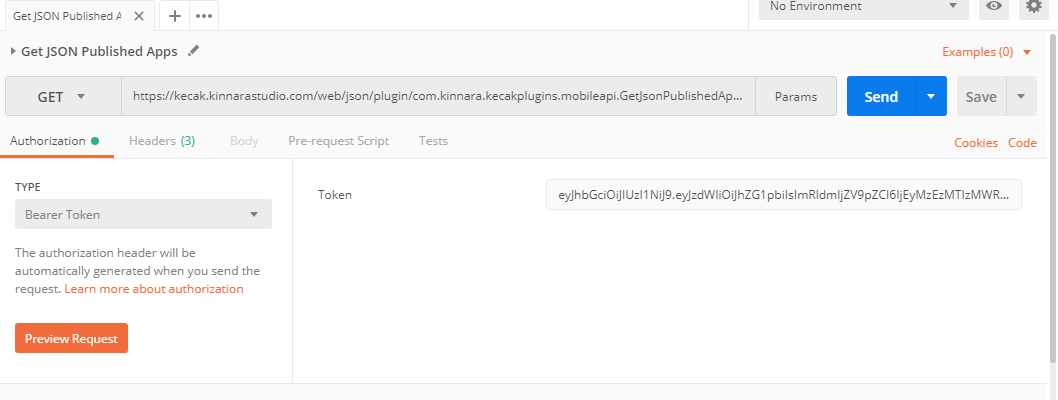 Get JSON Published A
No Environment
Get JSON Published Apps
Examples (0)
GET
https://kecak.kinnarastudio.com/web/json/plugin/com.kinnara.kecakplugins.mobileapi.GetJsonPublishedAp...
Params
Send
Save
Authorization
Headers (3)
Body
Pre-request Script
Tests
Cookies
Code
TYPE
Bearer Token
The authorization header will be
automatically generated when you send the
request. Learn more about authorization
Preview Request
Token